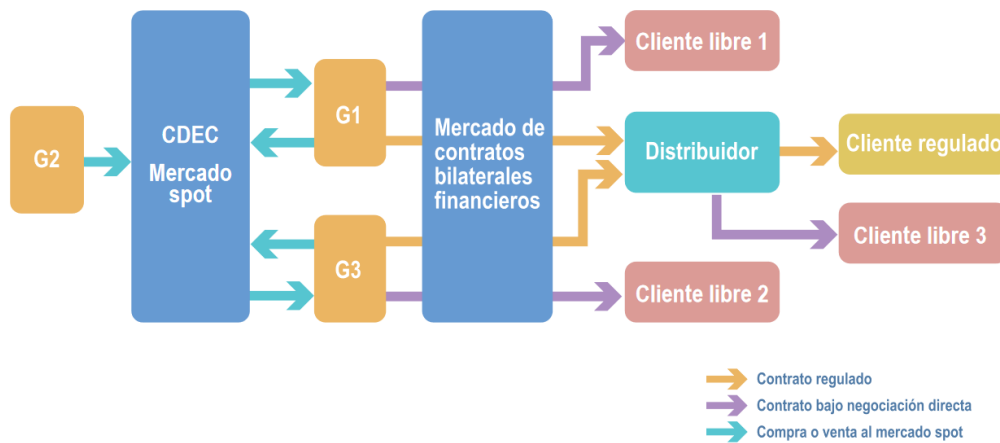 G2
CDEC
Mercado
spot
G1
G3
Mercado de
contratos
bilaterales
financieros
Cliente libre 1
Distribuidor
Cliente regulado
Cliente libre 3
Cliente libre 2
Contrato regulado
Contrato bajo negociación directa
Compra o venta al mercado spot